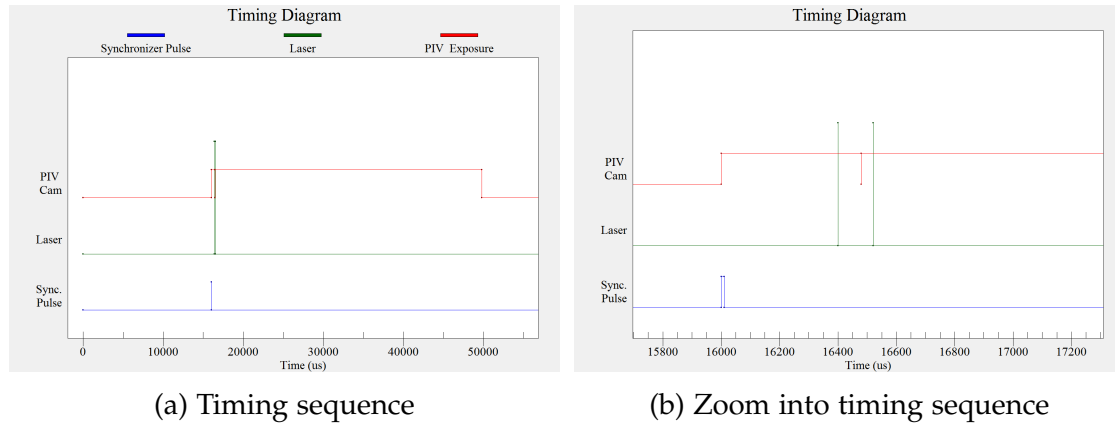 Timing Diagram
Synchronizer Pulse Laser PIV Exposure
PIV
Cam
Laser
Sync.
Pulse
0 10000 20000 30000 40000 50000
Time (us)
(a) Timing sequence
Timing Diagram
PIV
Cam
Laser
Sync.
Pulse
15800 16000 16200 16400 16600 16800 17000 17200
Time (us)
(b) Zoom into timing sequence